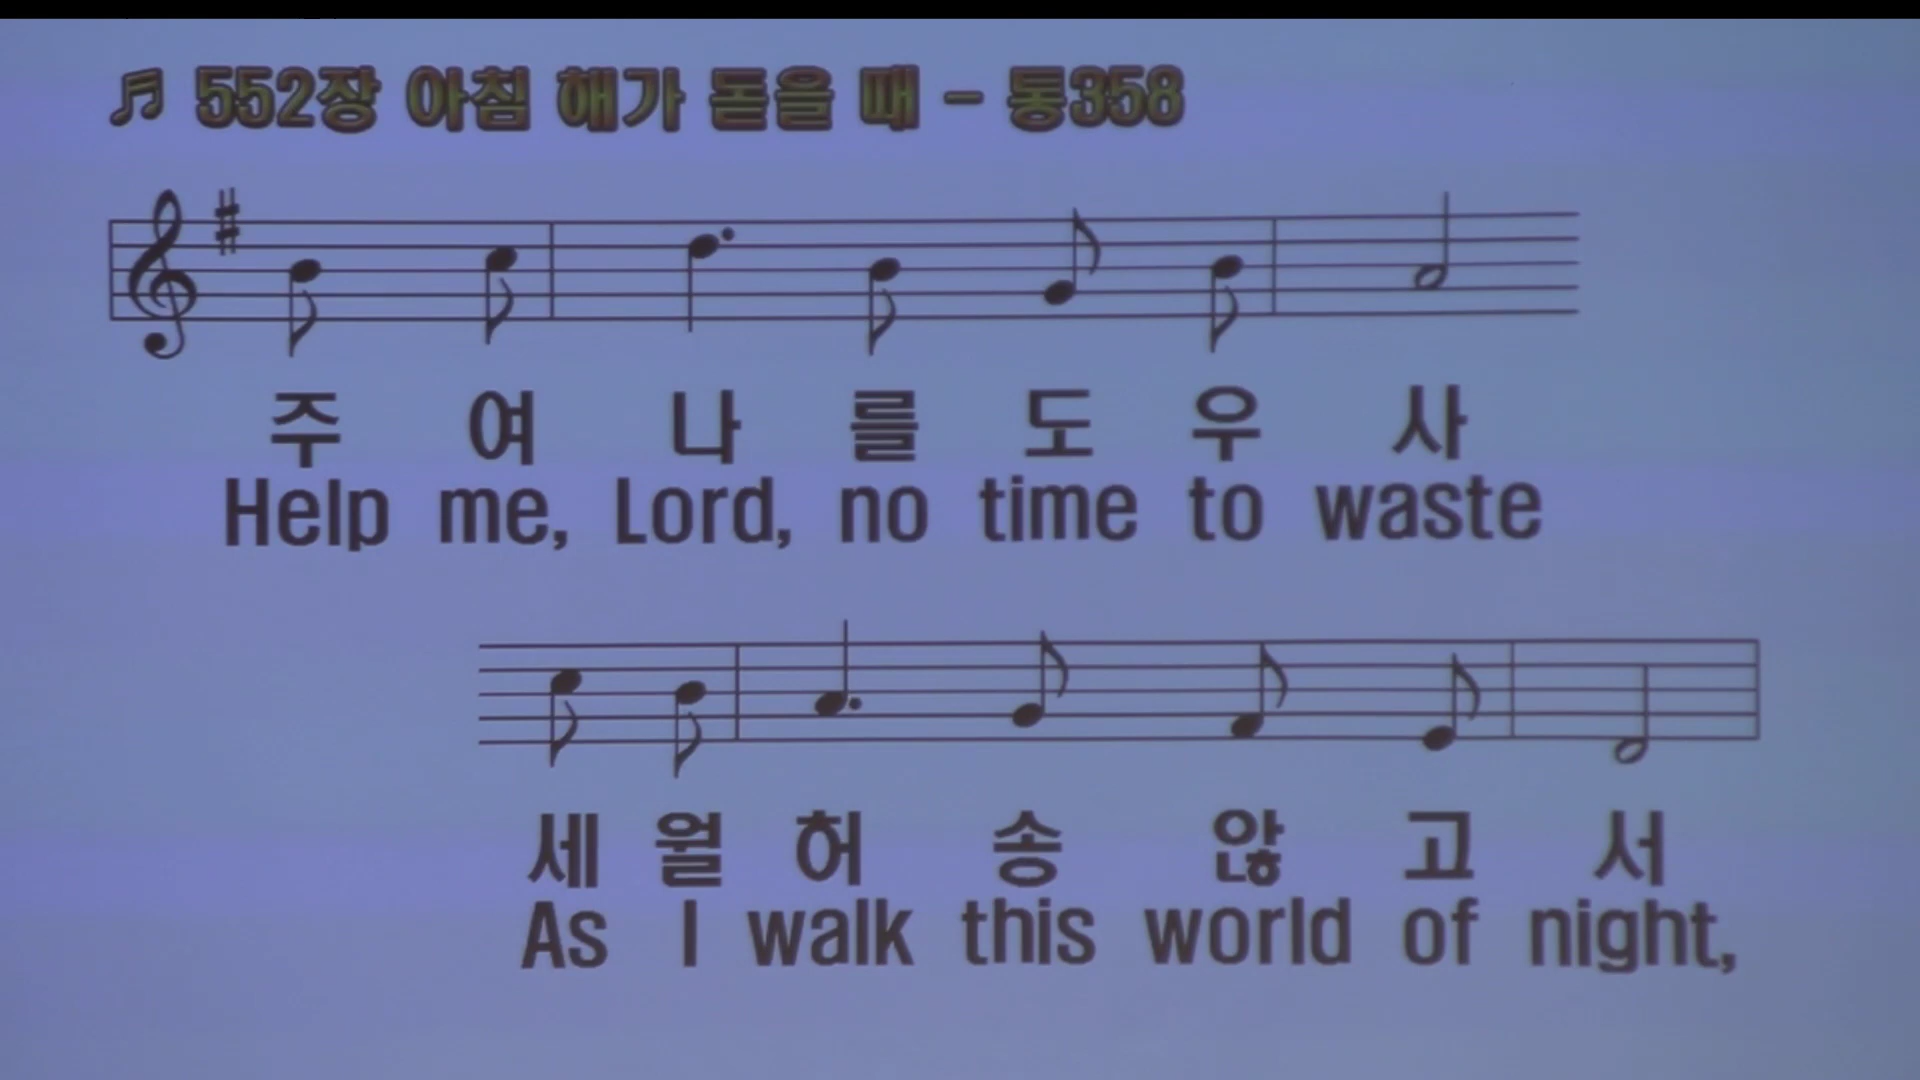 552장 아침 해가 돋을 때 - 통358
주 여 나 를 도 우 사
Help me, Lord, no time to waste
세 월 허 송 않 고 서
As I walk this world of night,